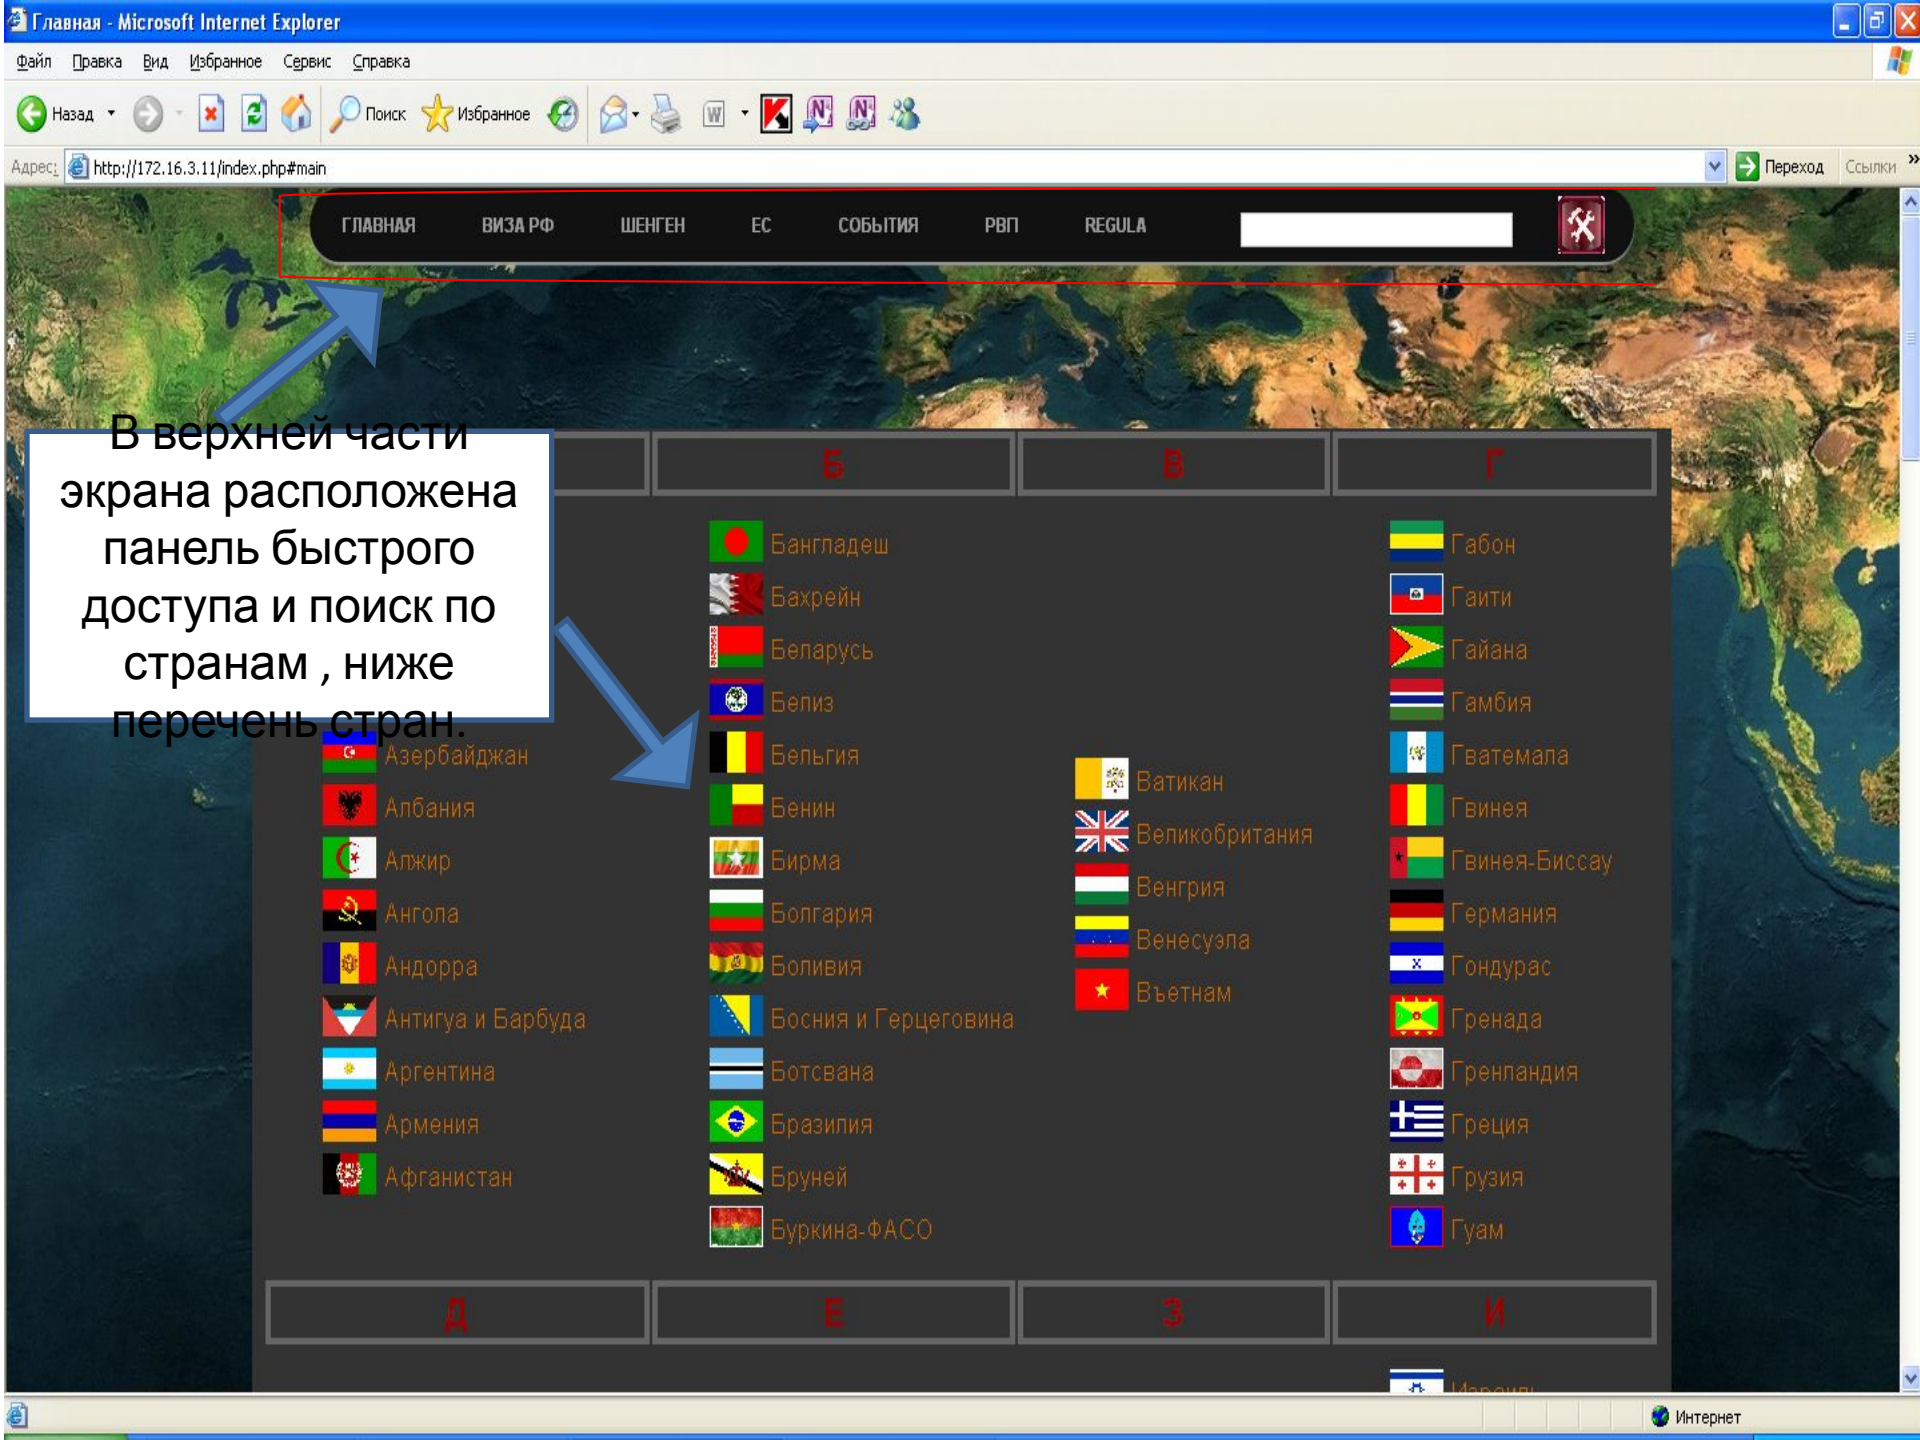 Главная - Microsoft Internet Explorer
Файл Правка Вид Избранное Сервис Справка
Назад Поиск Избранное
Адрес: http://172.16.3.11/index.php#main Переход Ссылки »
ГЛАВНАЯ ВИЗА РФ ШЕНГЕН ЕС СОБЫТИЯ РВП REGULA
В верхней части
экрана расположена
панель быстрого
доступа и поиск по
странам , ниже
перечень стран.
Б В Г
Азербайджан
Албания
Алжир
Ангола
Андорра
Антигуа и Барбуда
Аргентина
Армения
Афганистан
Бангладеш
Бахрейн
Беларусь
Белиз
Бельгия
Бенин
Бирма
Болгария
Боливия
Босния и Герцеговина
Ботсвана
Бразилия
Бруней
Буркина-ФАСО
Ватикан
Великобритания
Венгрия
Венесуэла
Въетнам
Габон
Гаити
Гайана
Гамбия
Гватемала
Гвинея
Гвинея-Биссау
Германия
Гондурас
Гренада
Гренландия
Греция
Грузия
Гуам
Д Е З И
Израиль
Интернет